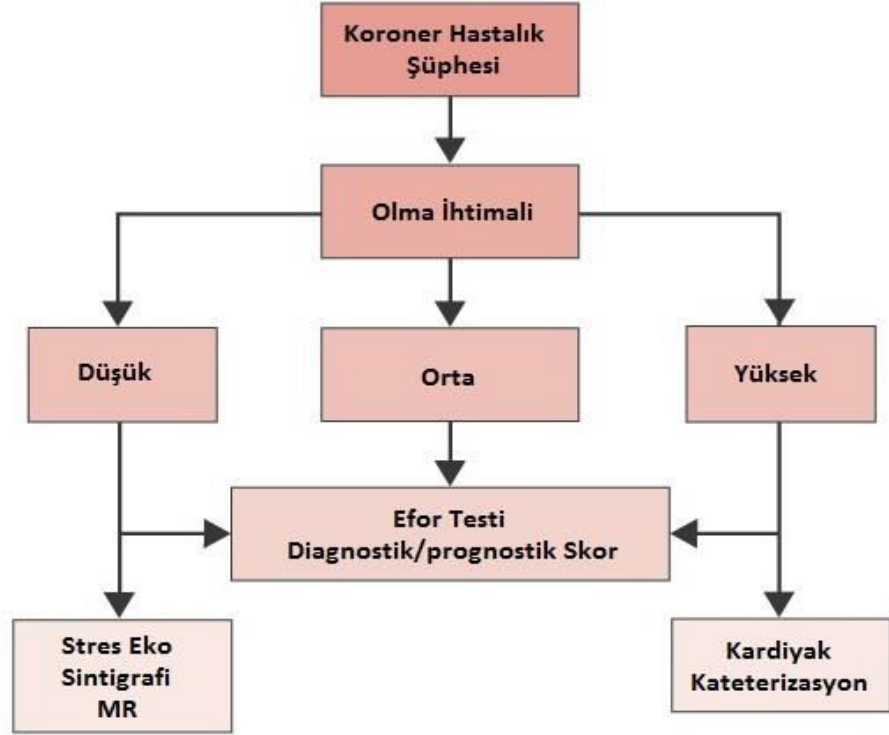 Koroner Hastalık
Şüphesi
Olma İhtimali
Düşük
Orta
Yüksek
Efor Testi
Diagnostik/prognostik Skor
Stres Eko
Sintigrafi
MR
Kardiyak
Kateterizasyon